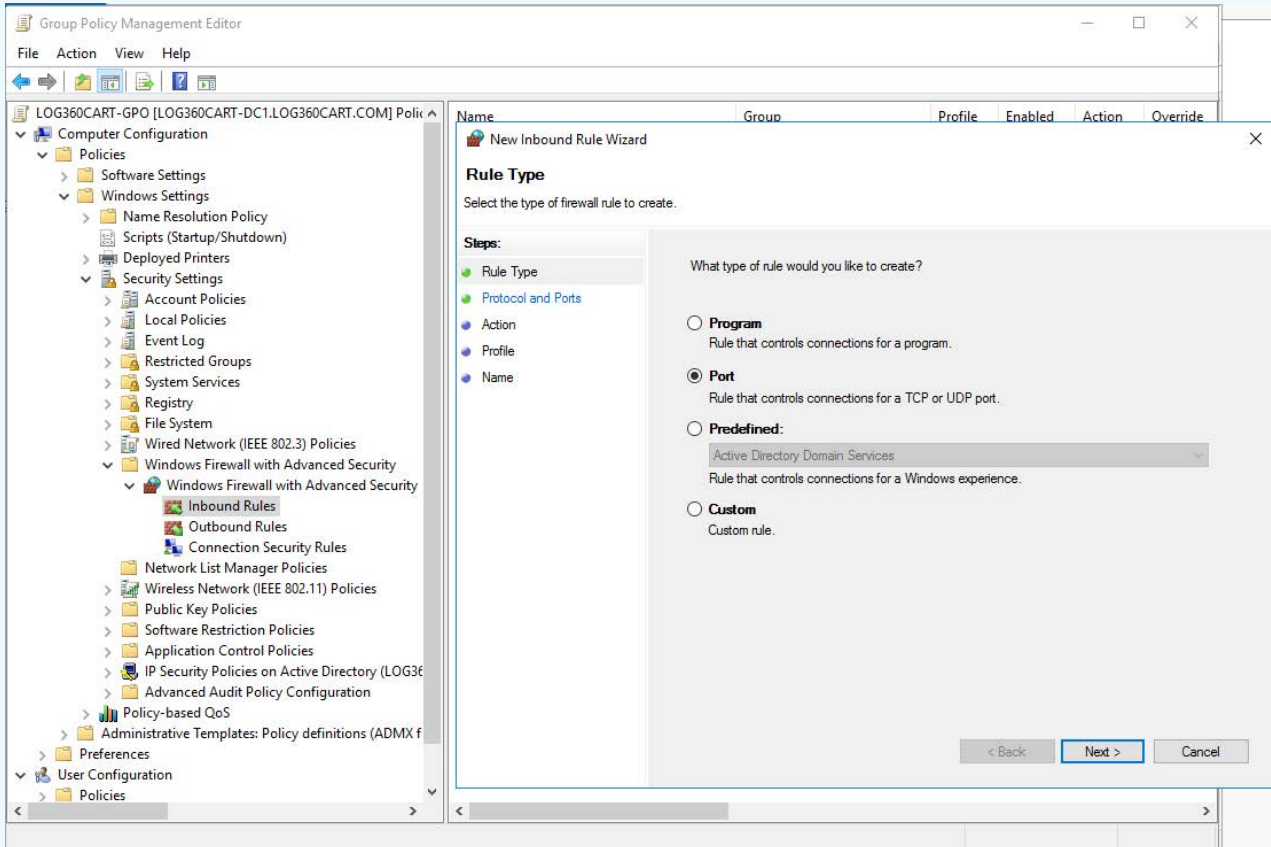 Group Policy Management Editor
File Action View Help
LOG360CART-GPO [LOG360CART-DC1.LOG360CART.COM] Polic
Computer Configuration
Policies
Software Settings
Windows Settings
Name Resolution Policy
Scripts (Startup/Shutdown)
Deployed Printers
Security Settings
Account Policies
Local Policies
Event Log
Restricted Groups
System Services
Registry
File System
Wired Network (IEEE 802.3) Policies
Windows Firewall with Advanced Security
Windows Firewall with Advanced Security
Inbound Rules
Outbound Rules
Connection Security Rules
Network List Manager Policies
Wireless Network (IEEE 802.11) Policies
Public Key Policies
Software Restriction Policies
Application Control Policies
IP Security Policies on Active Directory (LOG36
Advanced Audit Policy Configuration
Policy-based QoS
Administrative Templates: Policy definitions (ADMX f
Preferences
User Configuration
Policies
Name Group Profile Enabled Action Override
New Inbound Rule Wizard
Rule Type
Select the type of firewall rule to create.
Steps:
Rule Type
Protocol and Ports
Action
Profile
Name
What type of rule would you like to create?
Program
Rule that controls connections for a program.
Port
Rule that controls connections for a TCP or UDP port.
Predefined:
Active Directory Domain Services
Rule that controls connections for a Windows experience.
Custom
Custom rule.
< Back Next > Cancel